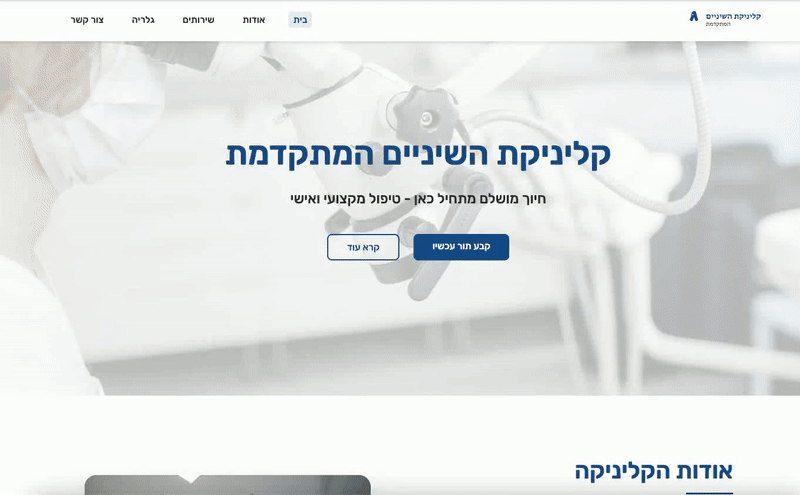 קליניקת השיניים
המתקדמת
בית
אודות
שירותים
גלריה
צור קשר
קליניקת השיניים המתקדמת
חיוך מושלם מתחיל כאן - טיפול מקצועי ואישי
קבע תור עכשיו
קרא עוד
אודות הקליניקה